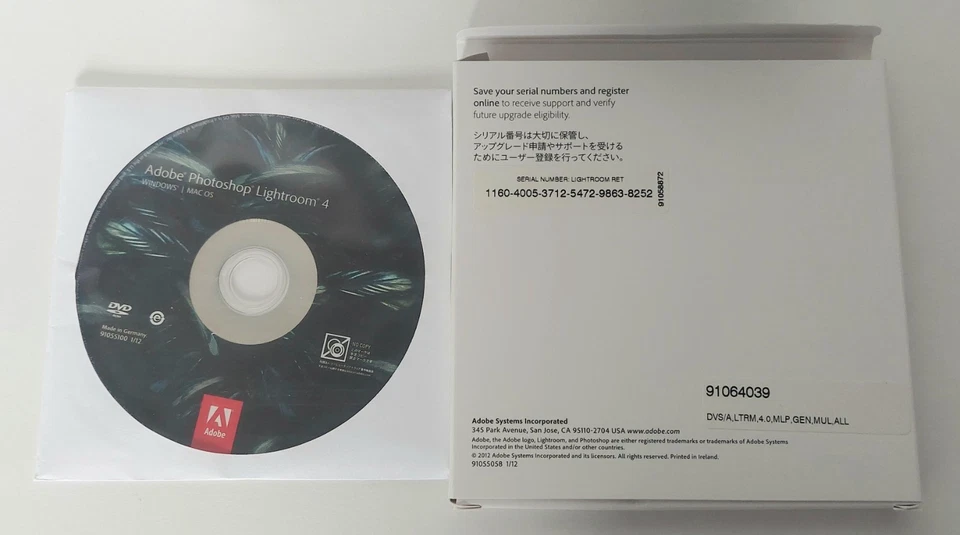 Adobe® Photoshop® Lightroom® 4
WINDOWS® | MAC OS
DVD
Made in Germany
91055100 1/12
NO COPY
Adobe
Save your serial numbers and register
online to receive support and verify
future upgrade eligibility.
シリアル番号は大切に保管し、
アップグレード申請やサポートを受ける
ためにユーザー登録を行ってください。
SERIAL NUMBER: LIGHTROOM RET
1160-4005-3712-5472-9863-8252
91058872
91064039
DVS/A,LTRM,4.0,MLP,GEN,MUL,ALL
Adobe Systems Incorporated
345 Park Avenue, San Jose, CA 95110-2704 USA www.adobe.com
Adobe, the Adobe logo, Lightroom, and Photoshop are either registered trademarks or trademarks of Adobe Systems
Incorporated in the United States and/or other countries.
© 2012 Adobe Systems Incorporated and its licensors. All rights reserved. Printed in Ireland.
91055058 1/12